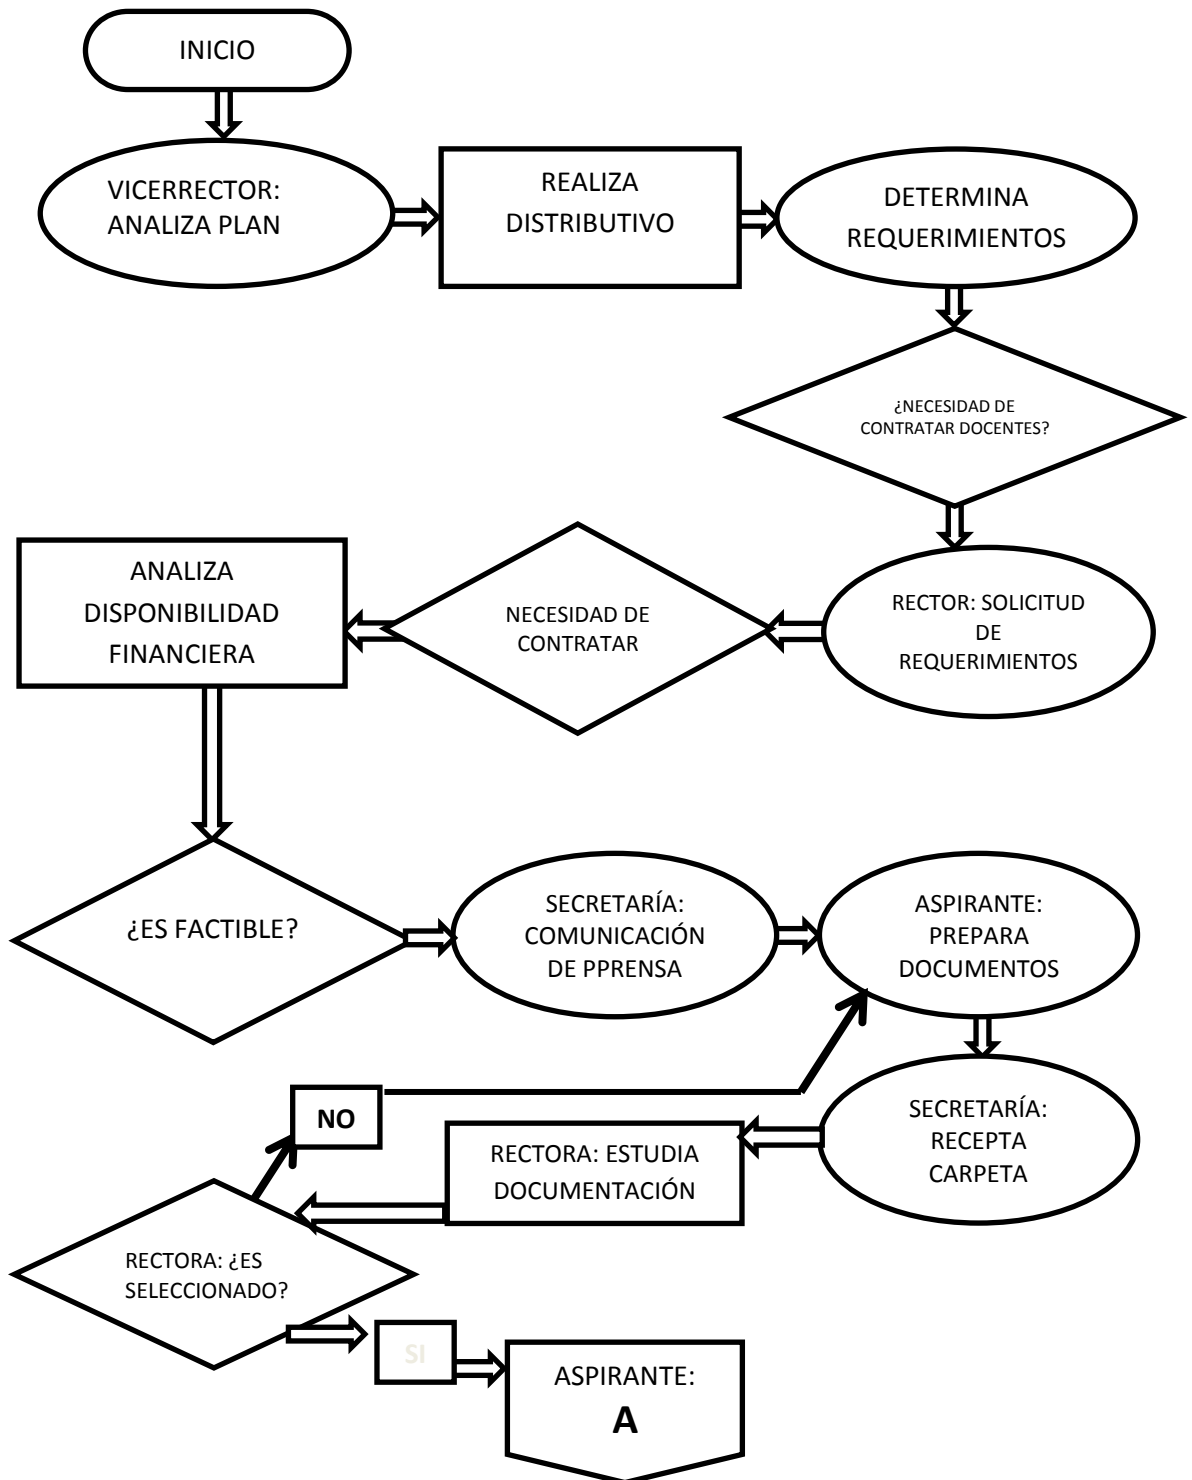 INICIO
VICERRECTOR:
ANALIZA PLAN
REALIZA
DISTRIBUTIVO
DETERMINA
REQUERIMIENTOS
¿NECESIDAD DE
CONTRATAR DOCENTES?
RECTOR: SOLICITUD
DE
REQUERIMIENTOS
NECESIDAD DE
CONTRATAR
ANALIZA
DISPONIBILIDAD
FINANCIERA
¿ES FACTIBLE?
SECRETARÍA:
COMUNICACIÓN
DE PPRENSA
ASPIRANTE:
PREPARA
DOCUMENTOS
SECRETARÍA:
RECEPTA
CARPETA
RECTORA: ESTUDIA
DOCUMENTACIÓN
RECTORA: ¿ES
SELECCIONADO?
NO
SI
ASPIRANTE:
A